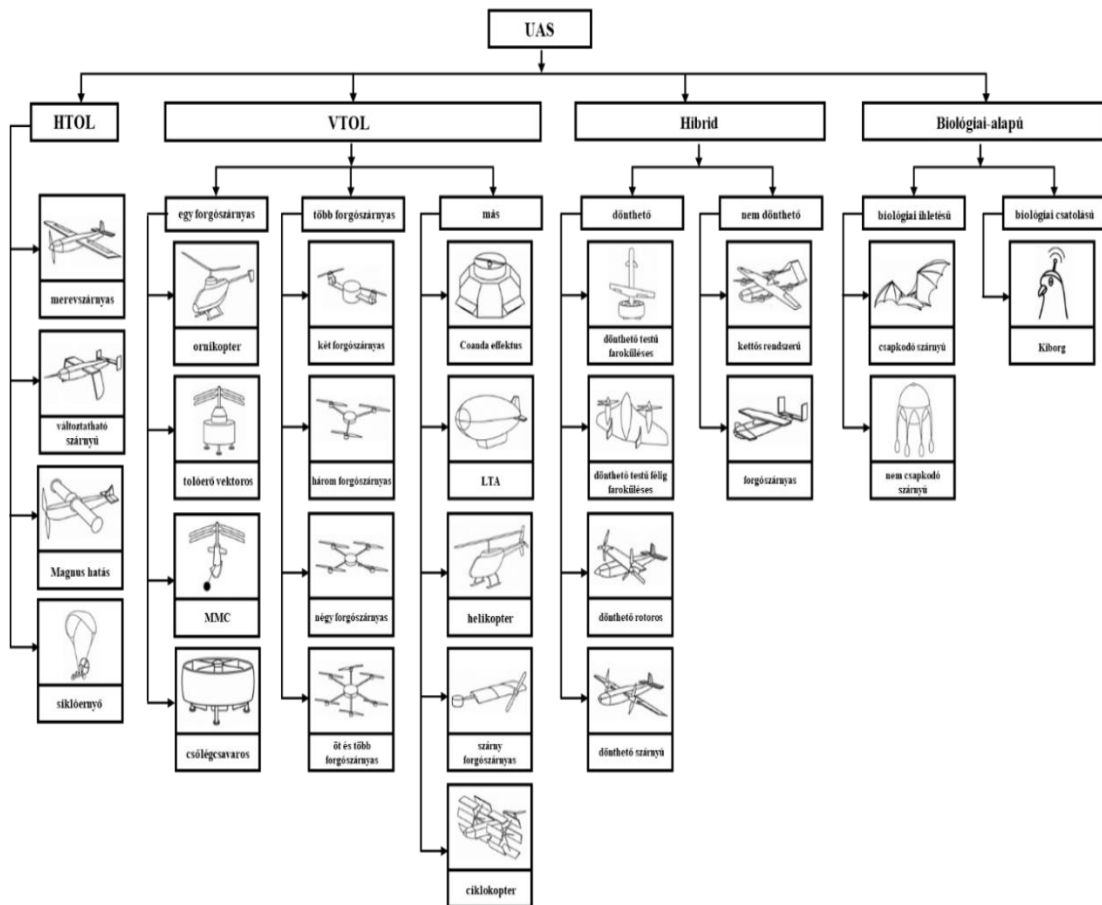 UAS
HTOL
VTOL
Hibrid
Biológiai-alapú
egy forgószárnyas
több forgószárnyas
más
dönthető
nem dönthető
biológiai ihletésű
biológiai csatolású
merevszárnyas
ornikopter
két forgószárnyas
Coanda effektus
dönthető testű
faroküléses
kettős rendszerű
csapkodó szárnyú
Kiborg
változtatható
szárnyú
tolóerő vektoros
három forgószárnyas
LTA
dönthető testű félig
faroküléses
forgószárnyas
nem csapkodó
szárnyú
Magnus hatás
MMC
négy forgószárnyas
helikopter
dönthető rotoros
siklóernyő
csőlégcsavaros
öt és több
forgószárnyas
szárny
forgószárnyas
dönthető szárnyú
ciklokopter